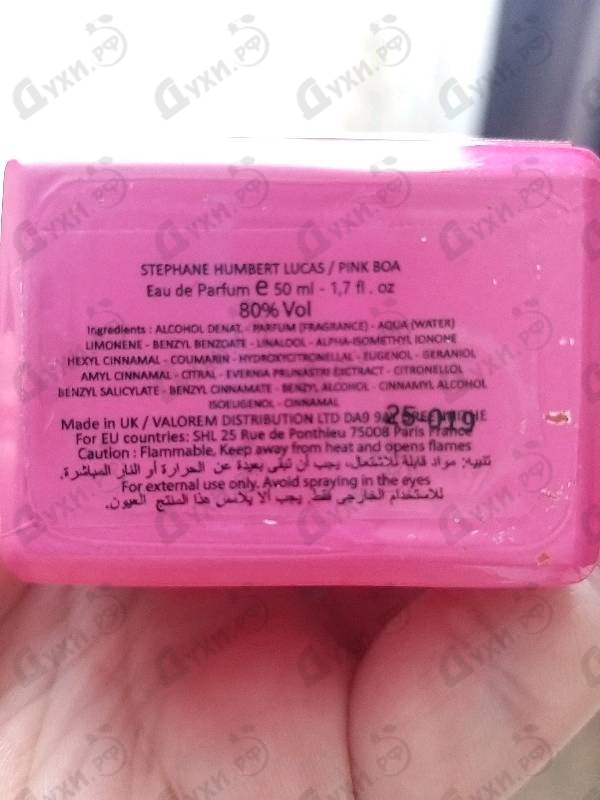 STEPHANE HUMBERT LUCAS / PINK BOA
Eau de Parfum e 50 ml - 1,7 fl . oz
80% Vol
Ingredients : ALCOHOL DENAT. - PARFUM (FRAGRANCE) - AQUA (WATER)
LIMONENE - BENZYL BENZOATE - LINALOOL - ALPHA-ISOMETHYL IONONE
HEXYL CINNAMAL - COUMARIN - HYDROXYCITRONELLAL - EUGENOL - GERANIOL
AMYL CINNAMAL - CITRAL - EVERNIA PRUNASTRI EXCTRACT - CITRONELLOL
BENZYL SALICYLATE - BENZYL CINNAMATE - BENZYL ALCOHOL - CINNAMYL ALCOHOL
ISOEUGENOL - CINNAMAL
25-019
Made in UK / VALOREM DISTRIBUTION LTD DA9
For EU countries: SHL 25 Rue de Ponthieu 75008 Paris France
Caution : Flammable. Keep away from heat and opens flames
تنبيه: مواد قابلة للاشتعال، يجب أن تبقى بعيدة عن الحرارة أو النار المباشرة.
For external use only. Avoid spraying in the eyes
للاستخدام الخارجي فقط يجب ألا يلامس هذا المنتج العيون.
Духи.рф